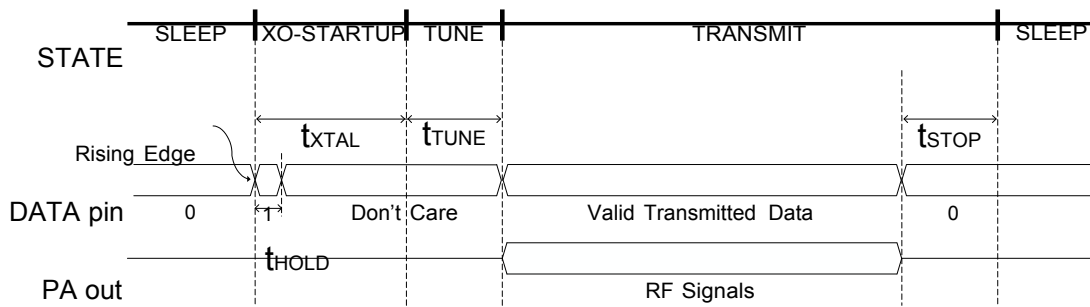 SLEEP XO-STARTUP TUNE TRANSMIT SLEEP
STATE
tXTAL tTUNE tSTOP
Rising Edge
DATA pin 0 1 Don't Care Valid Transmitted Data 0
tHOLD
PA out RF Signals